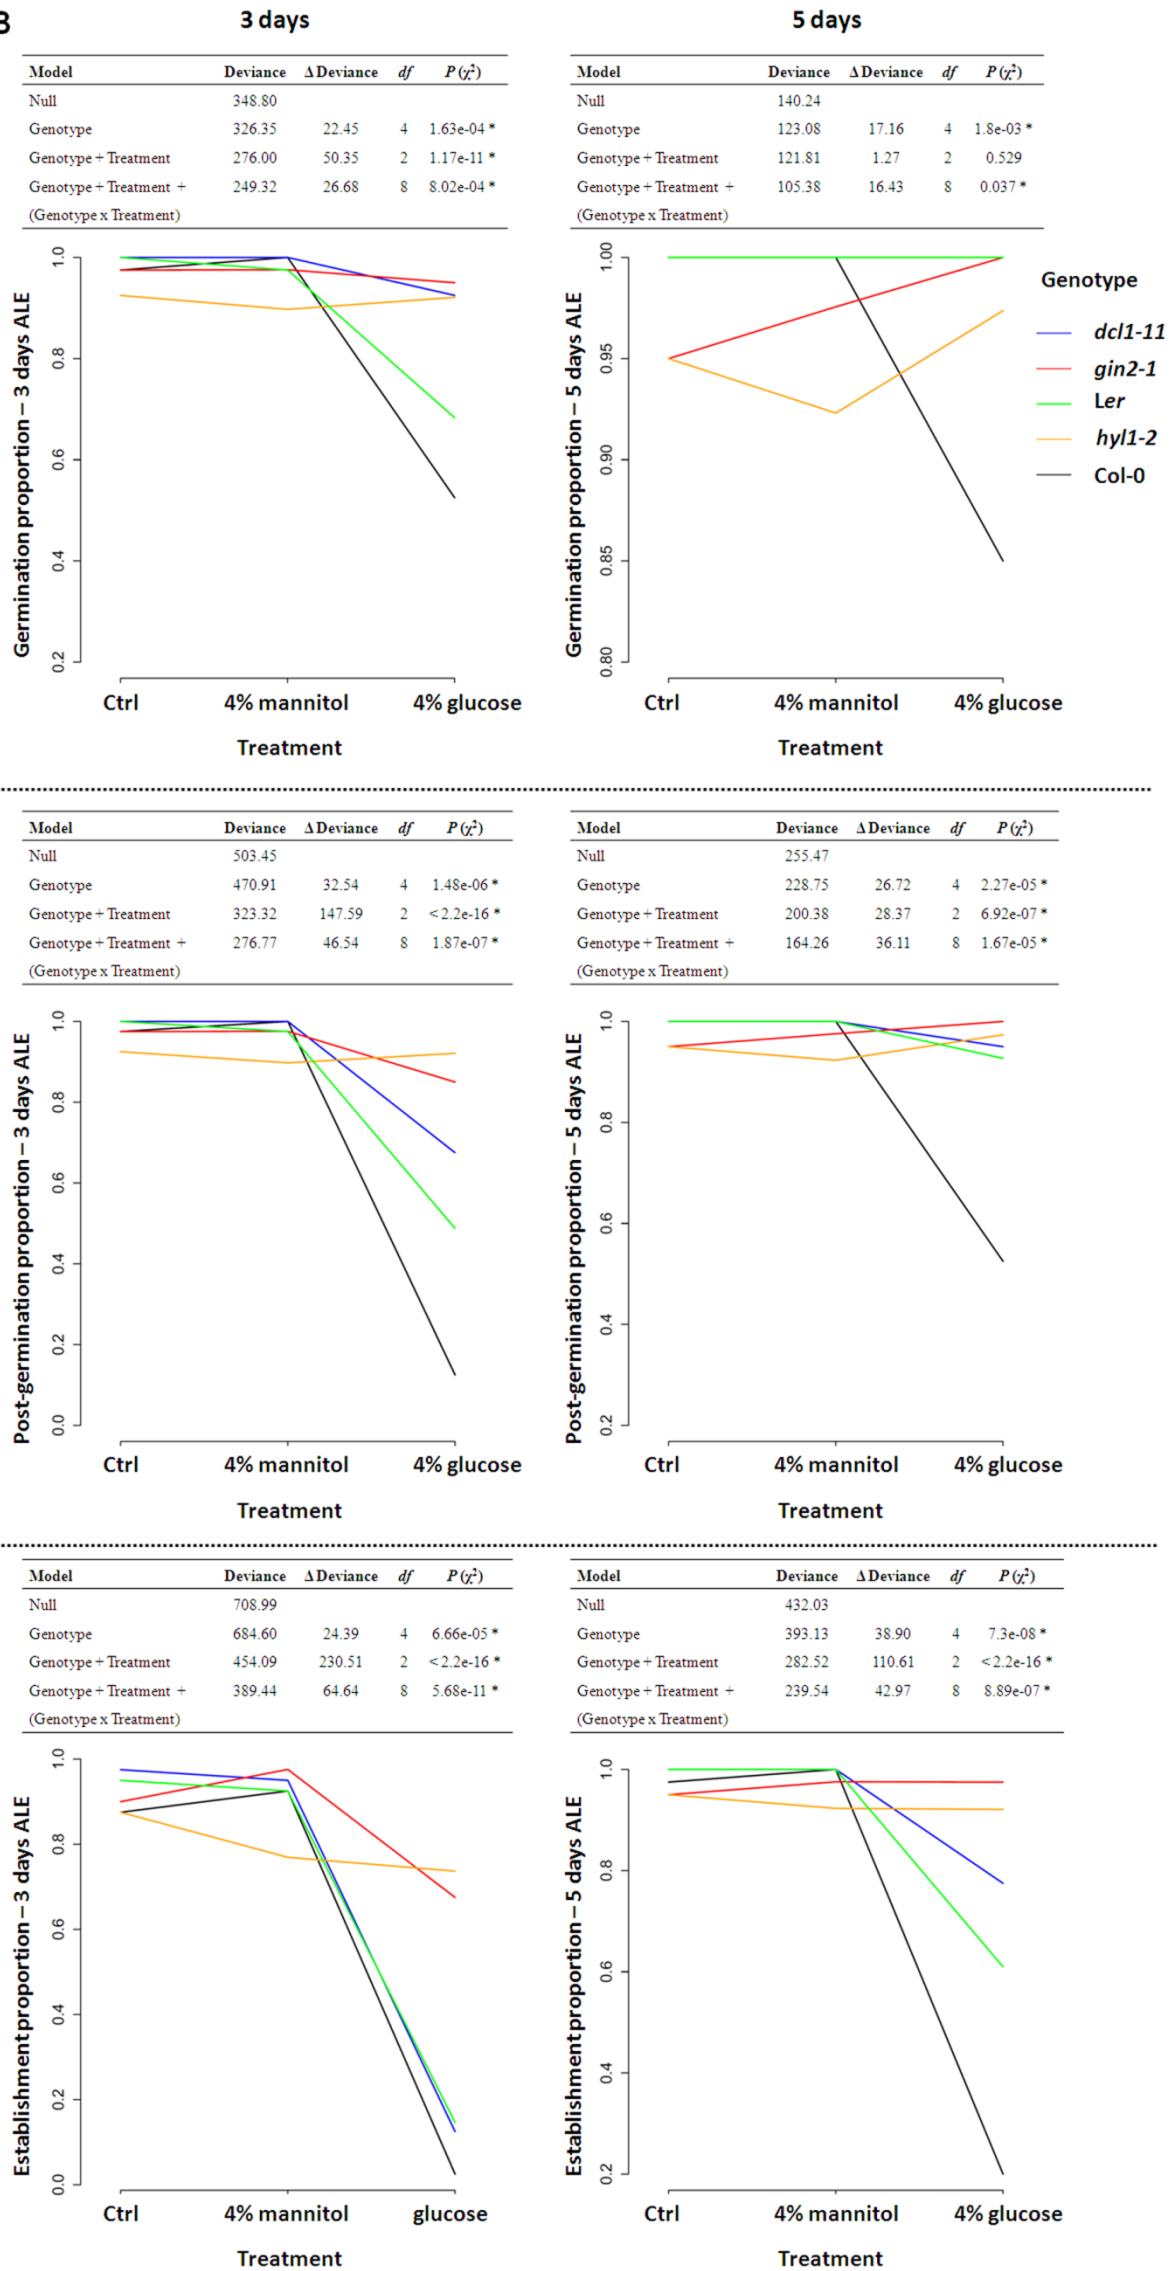 B
3 days
5 days
Model Deviance Δ Deviance df P (χ²)
Null 348.80
Genotype 326.35 22.45 4 1.63e-04 *
Genotype + Treatment 276.00 50.35 2 1.17e-11 *
Genotype + Treatment + 249.32 26.68 8 8.02e-04 *
(Genotype x Treatment)
Model Deviance Δ Deviance df P (χ²)
Null 140.24
Genotype 123.08 17.16 4 1.8e-03 *
Genotype + Treatment 121.81 1.27 2 0.529
Genotype + Treatment + 105.38 16.43 8 0.037 *
(Genotype x Treatment)
Germination proportion – 3 days ALE
1.0
0.8
0.6
0.4
0.2
Ctrl 4% mannitol 4% glucose
Treatment
Germination proportion – 5 days ALE
1.00
0.95
0.90
0.85
0.80
Ctrl 4% mannitol 4% glucose
Treatment
Genotype
dcl1-11
gin2-1
Ler
hyl1-2
Col-0
Model Deviance Δ Deviance df P (χ²)
Null 503.45
Genotype 470.91 32.54 4 1.48e-06 *
Genotype + Treatment 323.32 147.59 2 <2.2e-16 *
Genotype + Treatment + 276.77 46.54 8 1.87e-07 *
(Genotype x Treatment)
Model Deviance Δ Deviance df P (χ²)
Null 255.47
Genotype 228.75 26.72 4 2.27e-05 *
Genotype + Treatment 200.38 28.37 2 6.92e-07 *
Genotype + Treatment + 164.26 36.11 8 1.67e-05 *
(Genotype x Treatment)
Post-germination proportion – 3 days ALE
1.0
0.8
0.6
0.4
0.2
0.0
Ctrl 4% mannitol 4% glucose
Treatment
Post-germination proportion – 5 days ALE
1.0
0.8
0.6
0.4
0.2
Ctrl 4% mannitol 4% glucose
Treatment
Model Deviance Δ Deviance df P (χ²)
Null 708.99
Genotype 684.60 24.39 4 6.66e-05 *
Genotype + Treatment 454.09 230.51 2 <2.2e-16 *
Genotype + Treatment + 389.44 64.64 8 5.68e-11 *
(Genotype x Treatment)
Model Deviance Δ Deviance df P (χ²)
Null 432.03
Genotype 393.13 38.90 4 7.3e-08 *
Genotype + Treatment 282.52 110.61 2 <2.2e-16 *
Genotype + Treatment + 239.54 42.97 8 8.89e-07 *
(Genotype x Treatment)
Establishment proportion – 3 days ALE
1.0
0.8
0.6
0.4
0.2
0.0
Ctrl 4% mannitol glucose
Treatment
Establishment proportion – 5 days ALE
1.0
0.8
0.6
0.4
0.2
Ctrl 4% mannitol 4% glucose
Treatment